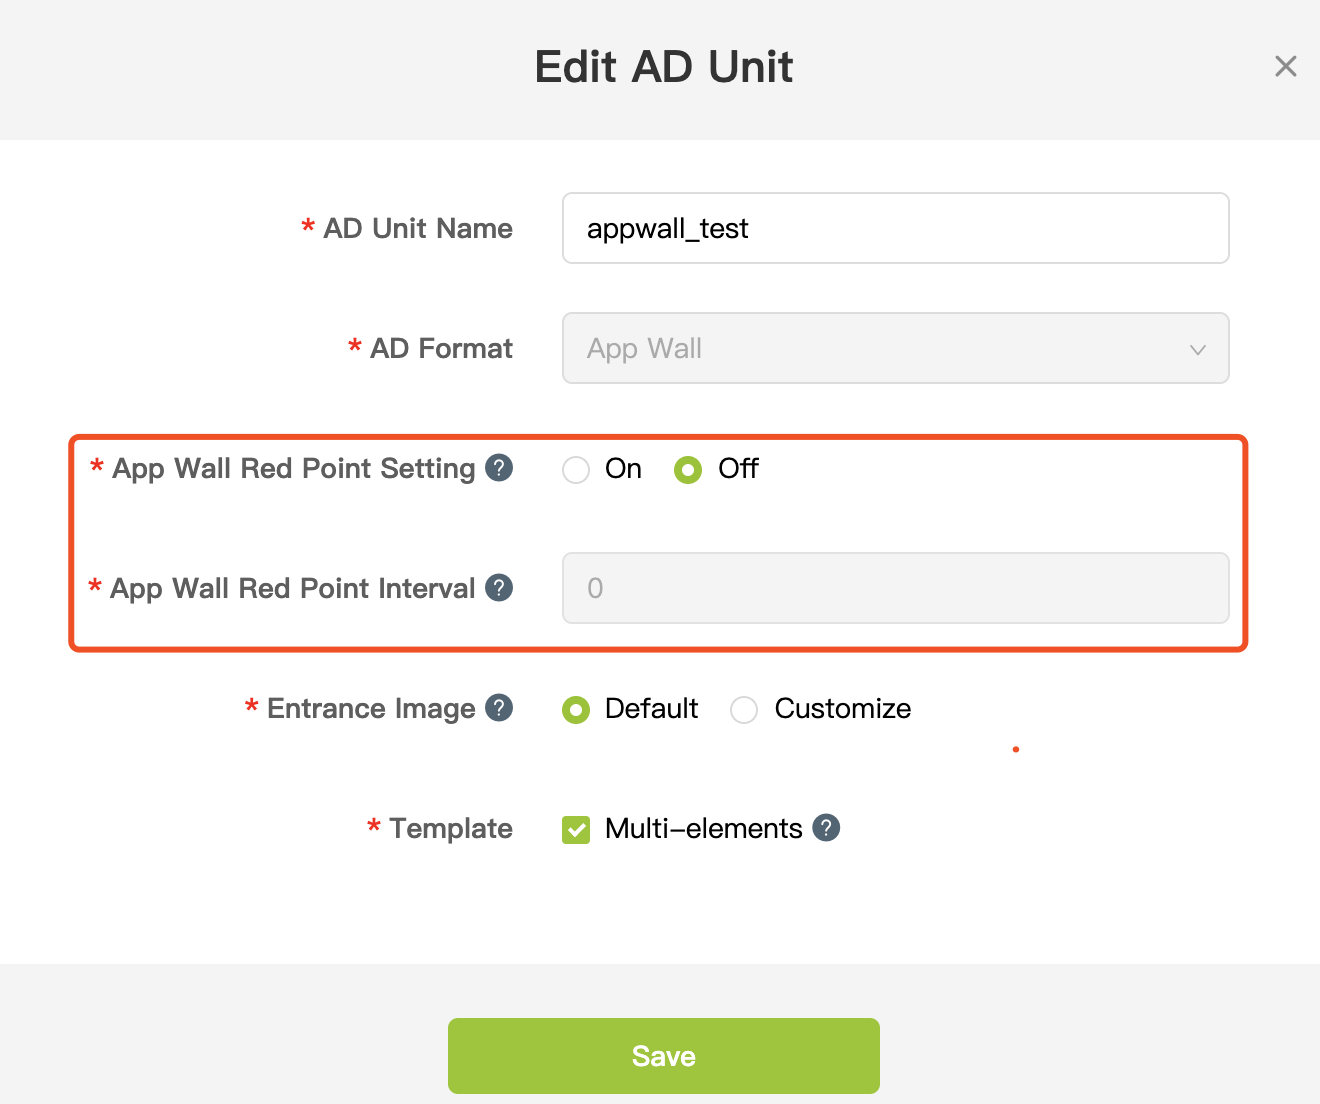 Edit AD Unit
* AD Unit Name appwall_test
* AD Format App Wall
* App Wall Red Point Setting ? On Off
* App Wall Red Point Interval ? 0
* Entrance Image ? Default Customize
* Template Multi-elements ?
Save